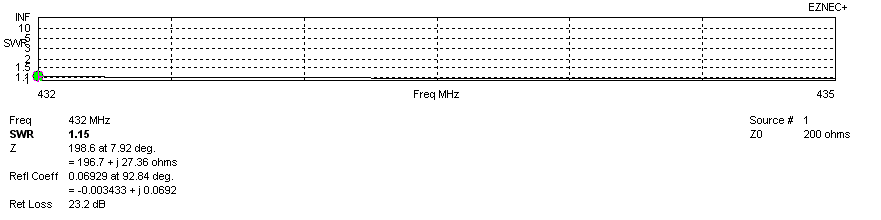 EZNEC+
INF
10
5
3
SWR
2
1.5
1.1
1
432
Freq MHz
435
Freq 432 MHz
Source # 1
SWR 1.15
Z0 200 ohms
Z 198.6 at 7.92 deg.
= 196.7 + j 27.36 ohms
Refl Coeff 0.06929 at 92.84 deg.
= -0.003433 + j 0.0692
Ret Loss 23.2 dB